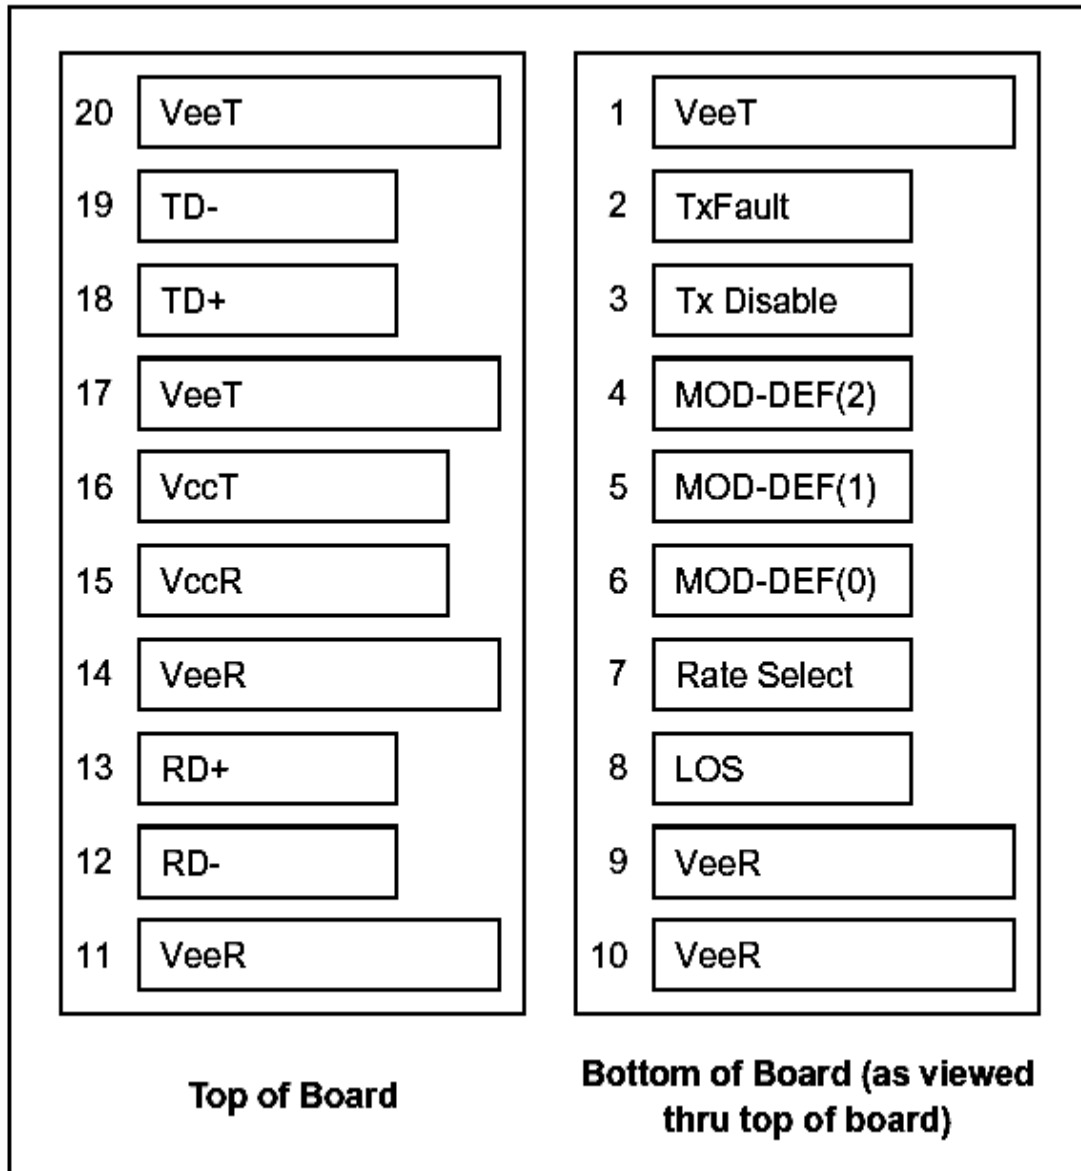 20 VeeT
19 TD-
18 TD+
17 VeeT
16 VccT
15 VccR
14 VeeR
13 RD+
12 RD-
11 VeeR
Top of Board
1 VeeT
2 TxFault
3 Tx Disable
4 MOD-DEF(2)
5 MOD-DEF(1)
6 MOD-DEF(0)
7 Rate Select
8 LOS
9 VeeR
10 VeeR
Bottom of Board (as viewed
thru top of board)